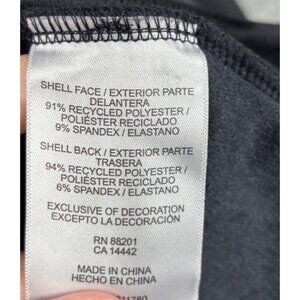 SHELL FACE / EXTERIOR PARTE
DELANTERA
91% RECYCLED POLYESTER /
POLIÉSTER RECICLADO
9% SPANDEX / ELASTANO
SHELL BACK / EXTERIOR PARTE
TRASERA
94% RECYCLED POLYESTER /
POLIÉSTER RECICLADO
6% SPANDEX / ELASTANO
EXCLUSIVE OF DECORATION
EXCEPTO LA DECORACIÓN
RN 88201
CA 14442
MADE IN CHINA
HECHO EN CHINA